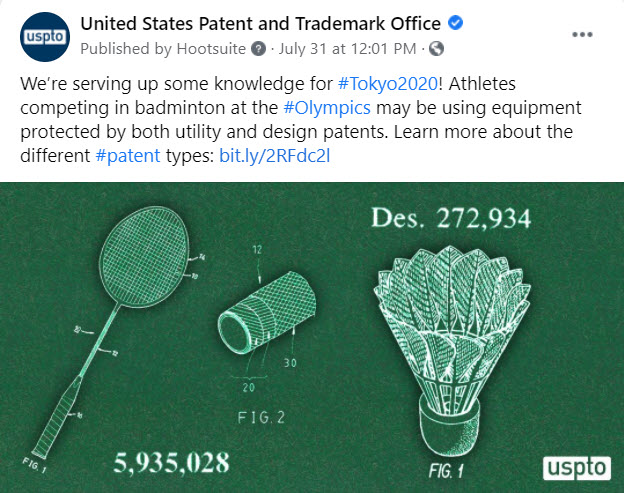 uspto
United States Patent and Trademark Office
Published by Hootsuite · July 31 at 12:01 PM ·
We’re serving up some knowledge for #Tokyo2020! Athletes
competing in badminton at the #Olympics may be using equipment
protected by both utility and design patents. Learn more about the
different #patent types: bit.ly/2RFdc2l
Des. 272,934
12
30
20
FIG. 2
FIG. 1
5,935,028
FIG. 1
uspto